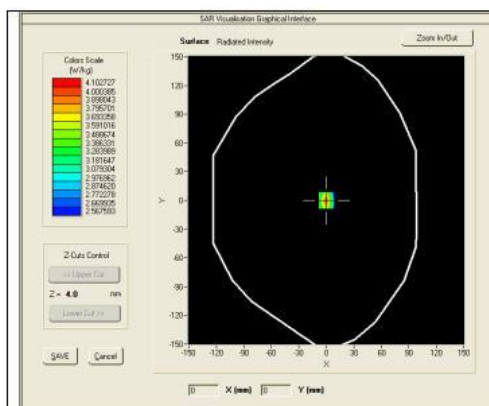 SAR Visualisation Graphical Interface
Surface Radiated Intensity
Zoom In/Out
Colors Scale
(W/kg)
4.102727
4.000385
3.898043
3.795701
3.693358
3.591016
3.488674
3.386331
3.283989
3.181647
3.079304
2.976962
2.874620
2.772278
2.669935
2.567593
Z-Cuts Control
<< Upper Cut
Z = 4.0 mm
Lower Cut >>
SAVE Cancel
150
120
90
60
30
Y
0
-30
-60
-90
-120
-150
-150 -120 -90 -60 -30 0 30 60 90 120 150
X
0 X (mm) 0 Y (mm)